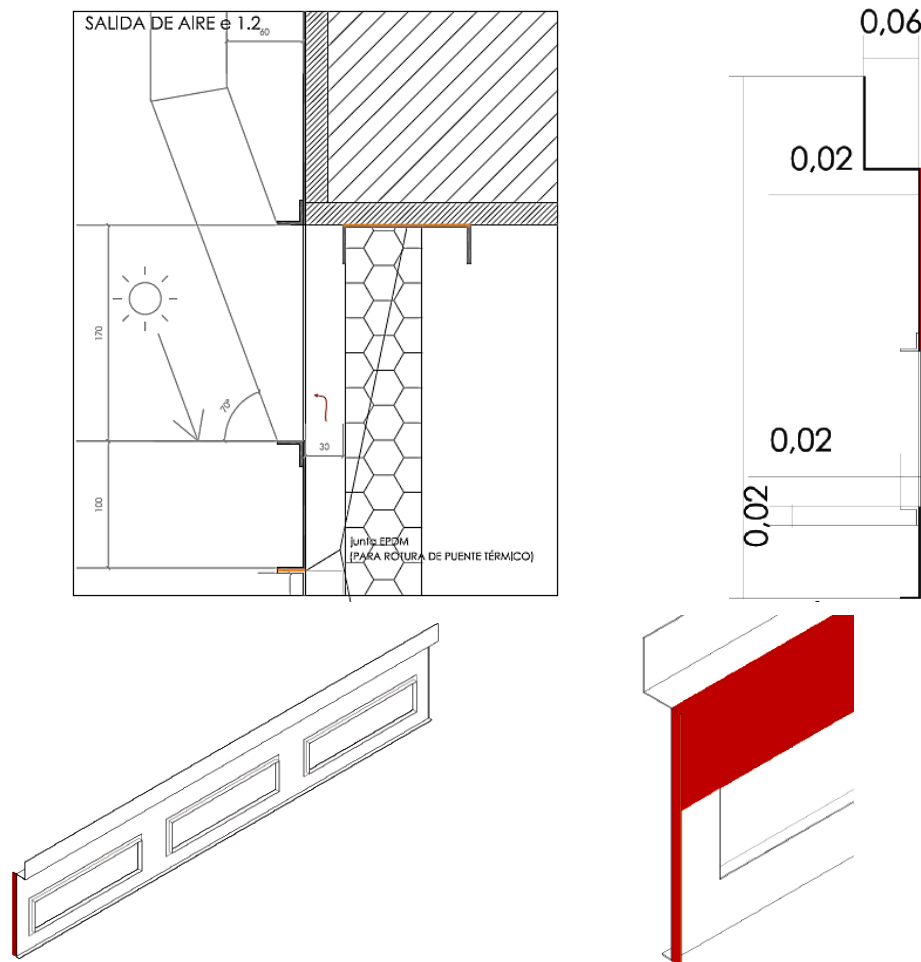 SALIDA DE AIRE e 1.2
60
170
70º
30
100
junta EPDM
(PARA ROTURA DE PUENTE TÉRMICO)
0,06
0,02
0,02
0,02